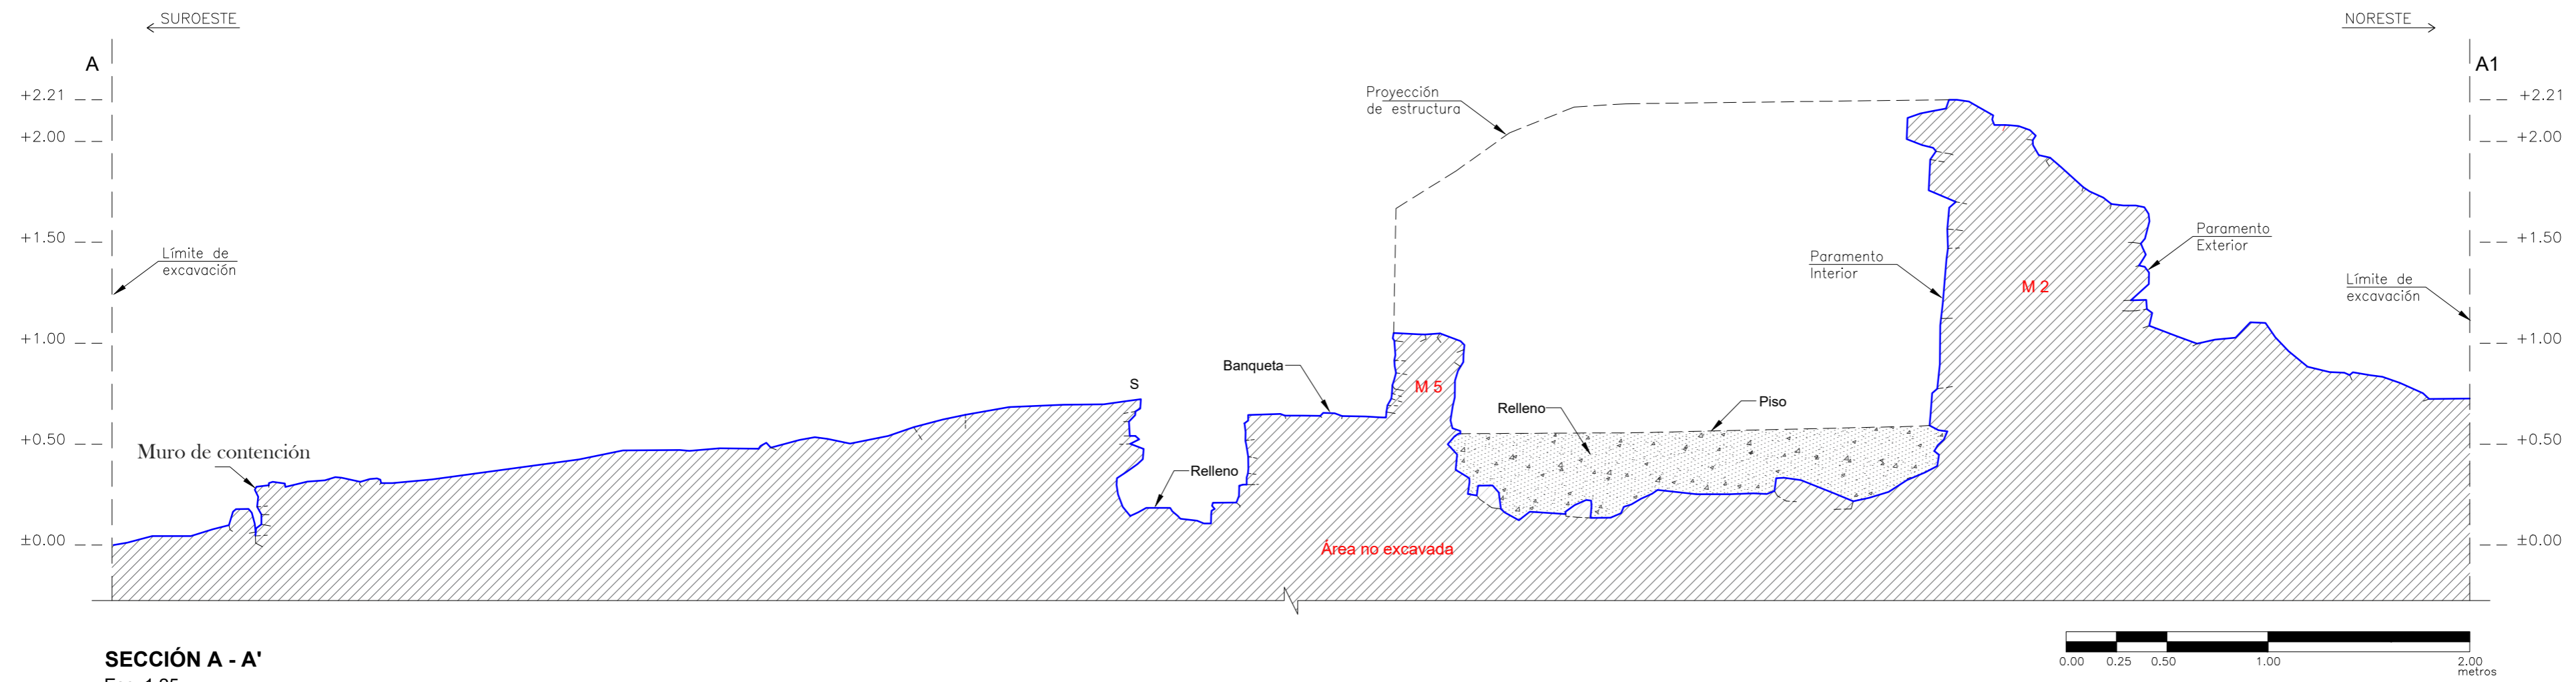 SUROESTE
NORESTE
A
A1
+2.21
+2.00
+1.50
+1.00
+0.50
±0.00
Límite de
excavación
Muro de contención
S
Relleno
Banqueta
Proyección
de estructura
M 5
Relleno
Piso
Área no excavada
Paramento
Interior
M 2
Paramento
Exterior
Límite de
excavación
+2.21
+2.00
+1.50
+1.00
+0.50
±0.00
SECCIÓN A - A'
0.00 0.25 0.50 1.00 2.00
metros